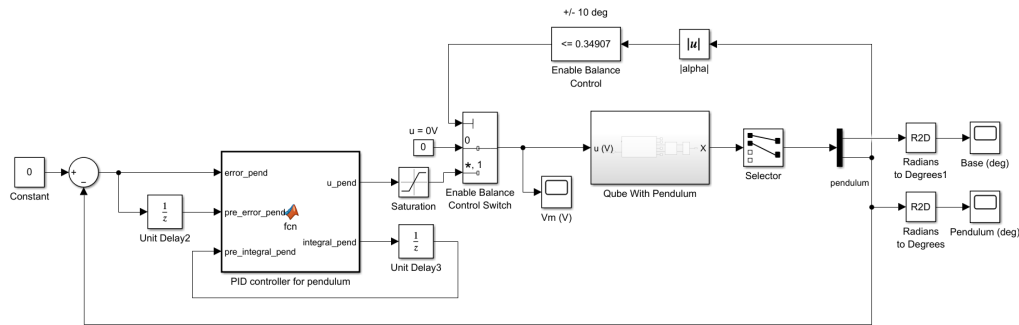 +/- 10 deg
<= 0.34907
|u|
Enable Balance
Control
|alpha|
u = 0V
0
0
*, 1
Enable Balance
Control Switch
u (V)
X
Qube With Pendulum
Selector
pendulum
R2D
Radians
to Degrees1
Base (deg)
R2D
Radians
to Degrees
Pendulum (deg)
Vm (V)
0
Constant
+
−
1
z
Unit Delay2
error_pend
pre_error_pend
pre_integral_pend
fcn
u_pend
integral_pend
PID controller for pendulum
Saturation
1
z
Unit Delay3